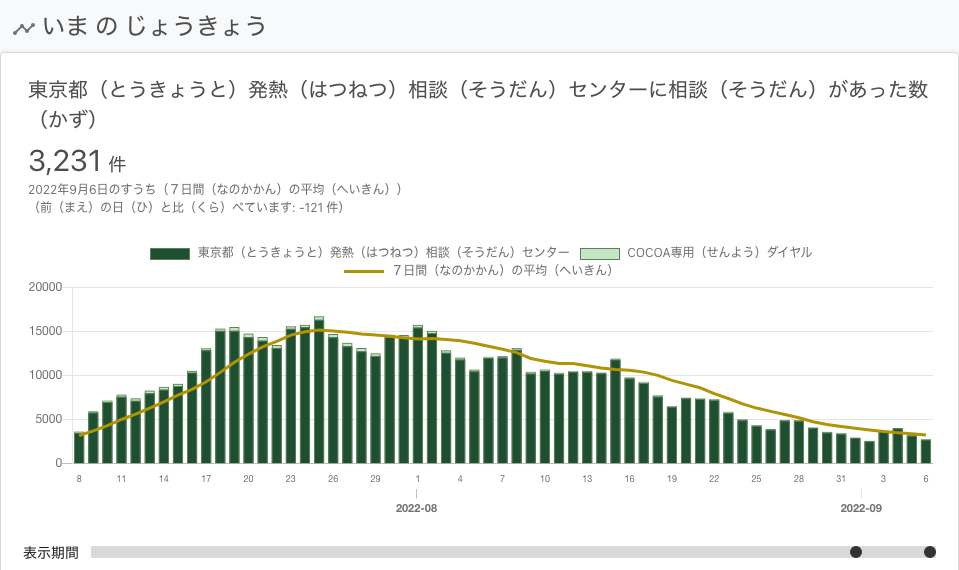 いま の じょうきょう
東京都（とうきょうと）発熱（はつねつ）相談（そうだん）センターに相談（そうだん）があった数
（かず）
3,231 件
2022年9月6日のすうち（７日間（なのかかん）の平均（へいきん））
（前（まえ）の日（ひ）と比（くら）べています: -121 件）
東京都（とうきょうと）発熱（はつねつ）相談（そうだん）センター COCOA専用（せんよう）ダイヤル
７日間（なのかかん）の平均（へいきん）
20000
15000
10000
5000
0
8 11 14 17 20 23 26 29 1 4 7 10 13 16 19 22 25 28 31 3 6
2022-08 2022-09
表示期間